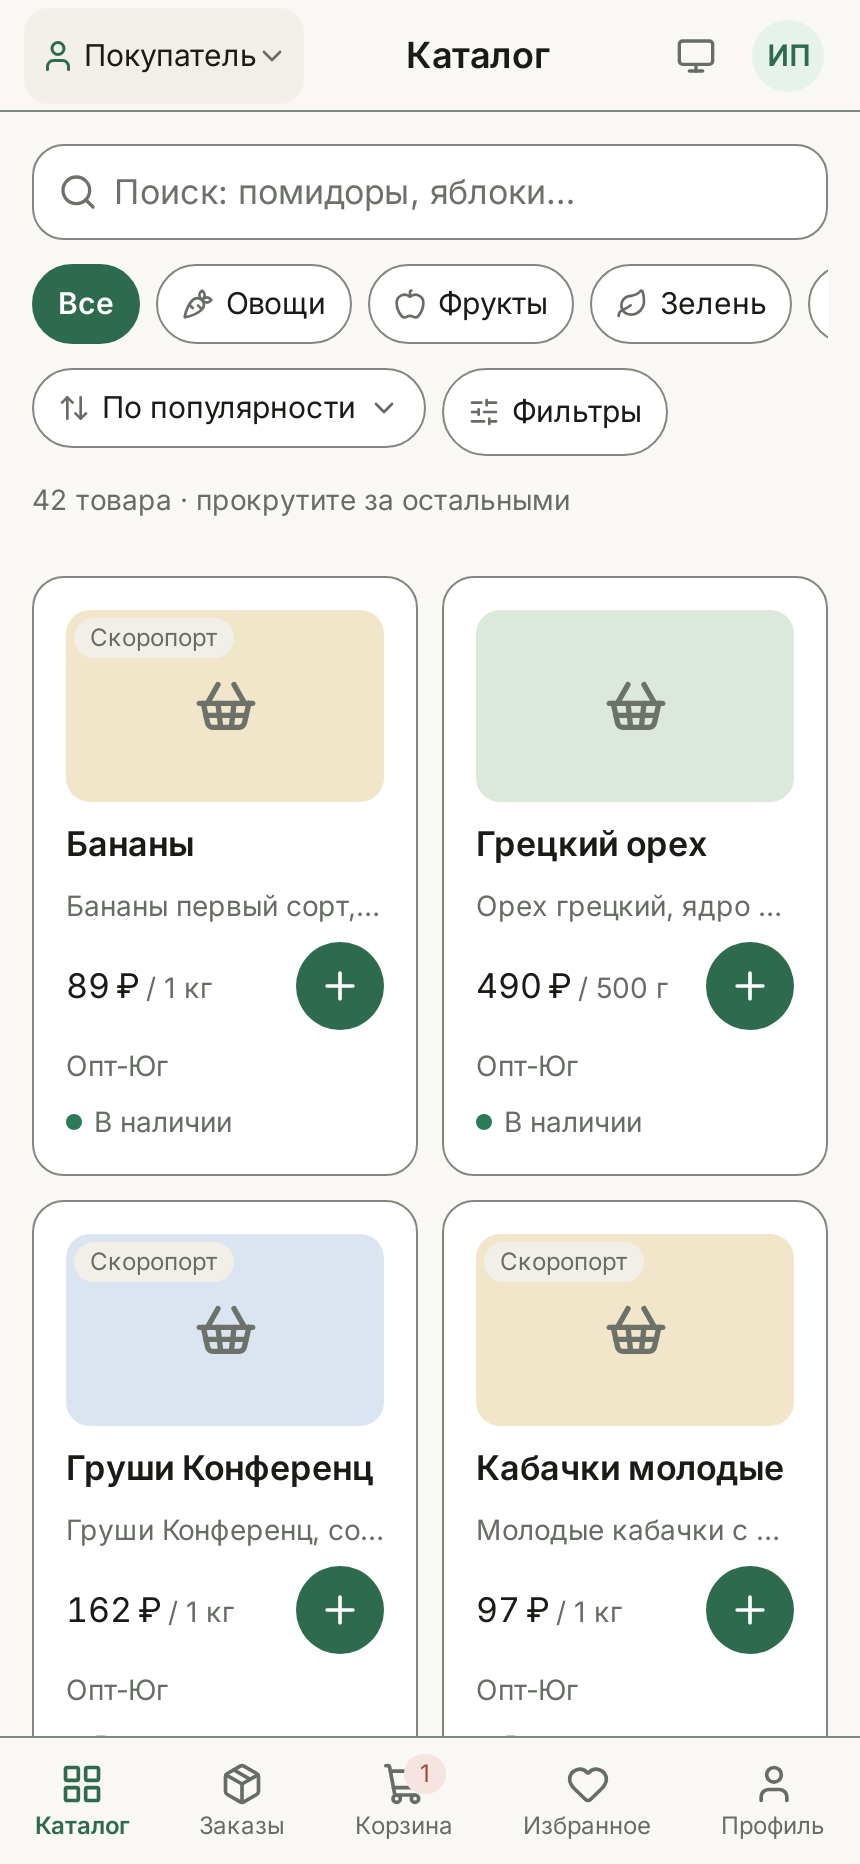 Покупатель
Каталог
ИП
Поиск: помидоры, яблоки...
Все
Овощи
Фрукты
Зелень
По популярности
Фильтры
42 товара · прокрутите за остальными
Скоропорт
Бананы
Бананы первый сорт,...
89 ₽ / 1 кг
Опт-Юг
В наличии
Грецкий орех
Орех грецкий, ядро ...
490 ₽ / 500 г
Опт-Юг
В наличии
Скоропорт
Груши Конференц
Груши Конференц, со...
162 ₽ / 1 кг
Опт-Юг
Скоропорт
Кабачки молодые
Молодые кабачки с ...
97 ₽ / 1 кг
Опт-Юг
Каталог
Заказы
1
Корзина
Избранное
Профиль